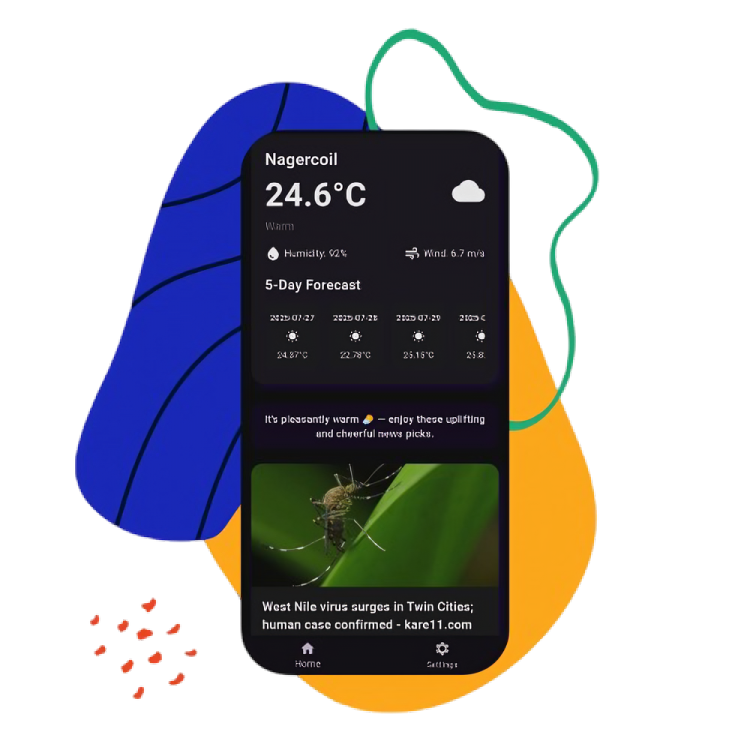 Nagercoil
24.6°C
Warm
Humidity: 92%
Wind: 6.7 m/s
5-Day Forecast
2025-07-27 2025-07-28 2025-07-29 2025-0
24.87°C 22.78°C 25.15°C 25.8
It's pleasantly warm 🌤️ — enjoy these uplifting
and cheerful news picks.
West Nile virus surges in Twin Cities;
human case confirmed - kare11.com
Home Settings